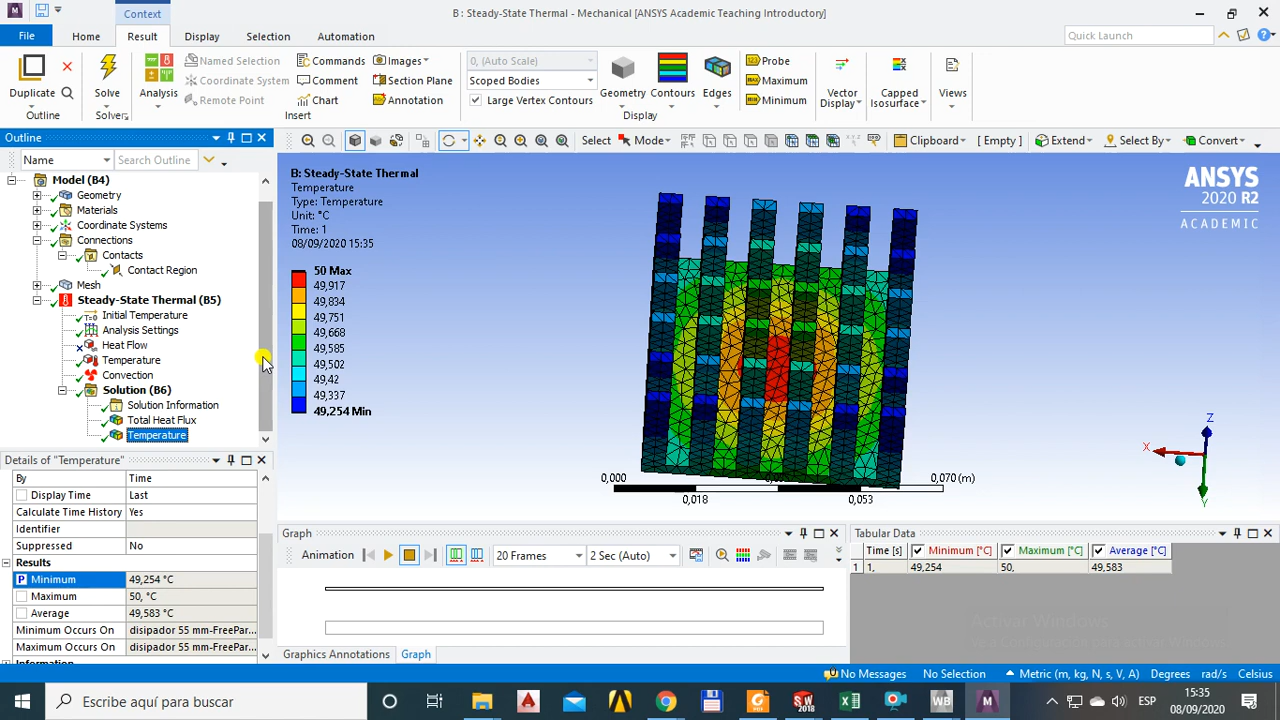 Context
B : Steady-State Thermal - Mechanical [ANSYS Academic Teaching Introductory]
File
Home
Result
Display
Selection
Automation
Quick Launch
Duplicate
Outline
Solve
Solver
Analysis
Named Selection
Coordinate System
Remote Point
Commands
Comment
Chart
Images
Section Plane
Annotation
Insert
0, (Auto Scale)
Scoped Bodies
Large Vertex Contours
Geometry
Contours
Edges
Probe
Maximum
Minimum
Display
Vector
Display
Capped
Isosurface
Views
Outline
Name
Search Outline
Select
Mode
Clipboard
[ Empty ]
Extend
Select By
Convert
Model (B4)
Geometry
Materials
Coordinate Systems
Connections
Contacts
Contact Region
Mesh
Steady-State Thermal (B5)
Initial Temperature
Analysis Settings
Heat Flow
Temperature
Convection
Solution (B6)
Solution Information
Total Heat Flux
Temperature
B: Steady-State Thermal
Temperature
Type: Temperature
Unit: °C
Time: 1
08/09/2020 15:35
50 Max
49,917
49,834
49,751
49,668
49,585
49,502
49,42
49,337
49,254 Min
ANSYS
2020 R2
ACADEMIC
Z
X
Y
0,000
0,070 (m)
0,018
0,053
Details of "Temperature"
By Time
Display Time Last
Calculate Time History Yes
Identifier
Suppressed No
Results
P Minimum 49,254 °C
Maximum 50, °C
Average 49,583 °C
Minimum Occurs On disipador 55 mm-FreePar...
Maximum Occurs On disipador 55 mm-FreePar...
Graph
Animation
20 Frames
2 Sec (Auto)
Graphics Annotations
Graph
Tabular Data
Time [s] Minimum [°C] Maximum [°C] Average [°C]
1 1, 49,254 50, 49,583
Activar Windows
No Messages
No Selection
Metric (m, kg, N, s, V, A)
Degrees
rad/s
Celsius
Escribe aquí para buscar
ESP
15:35
08/09/2020